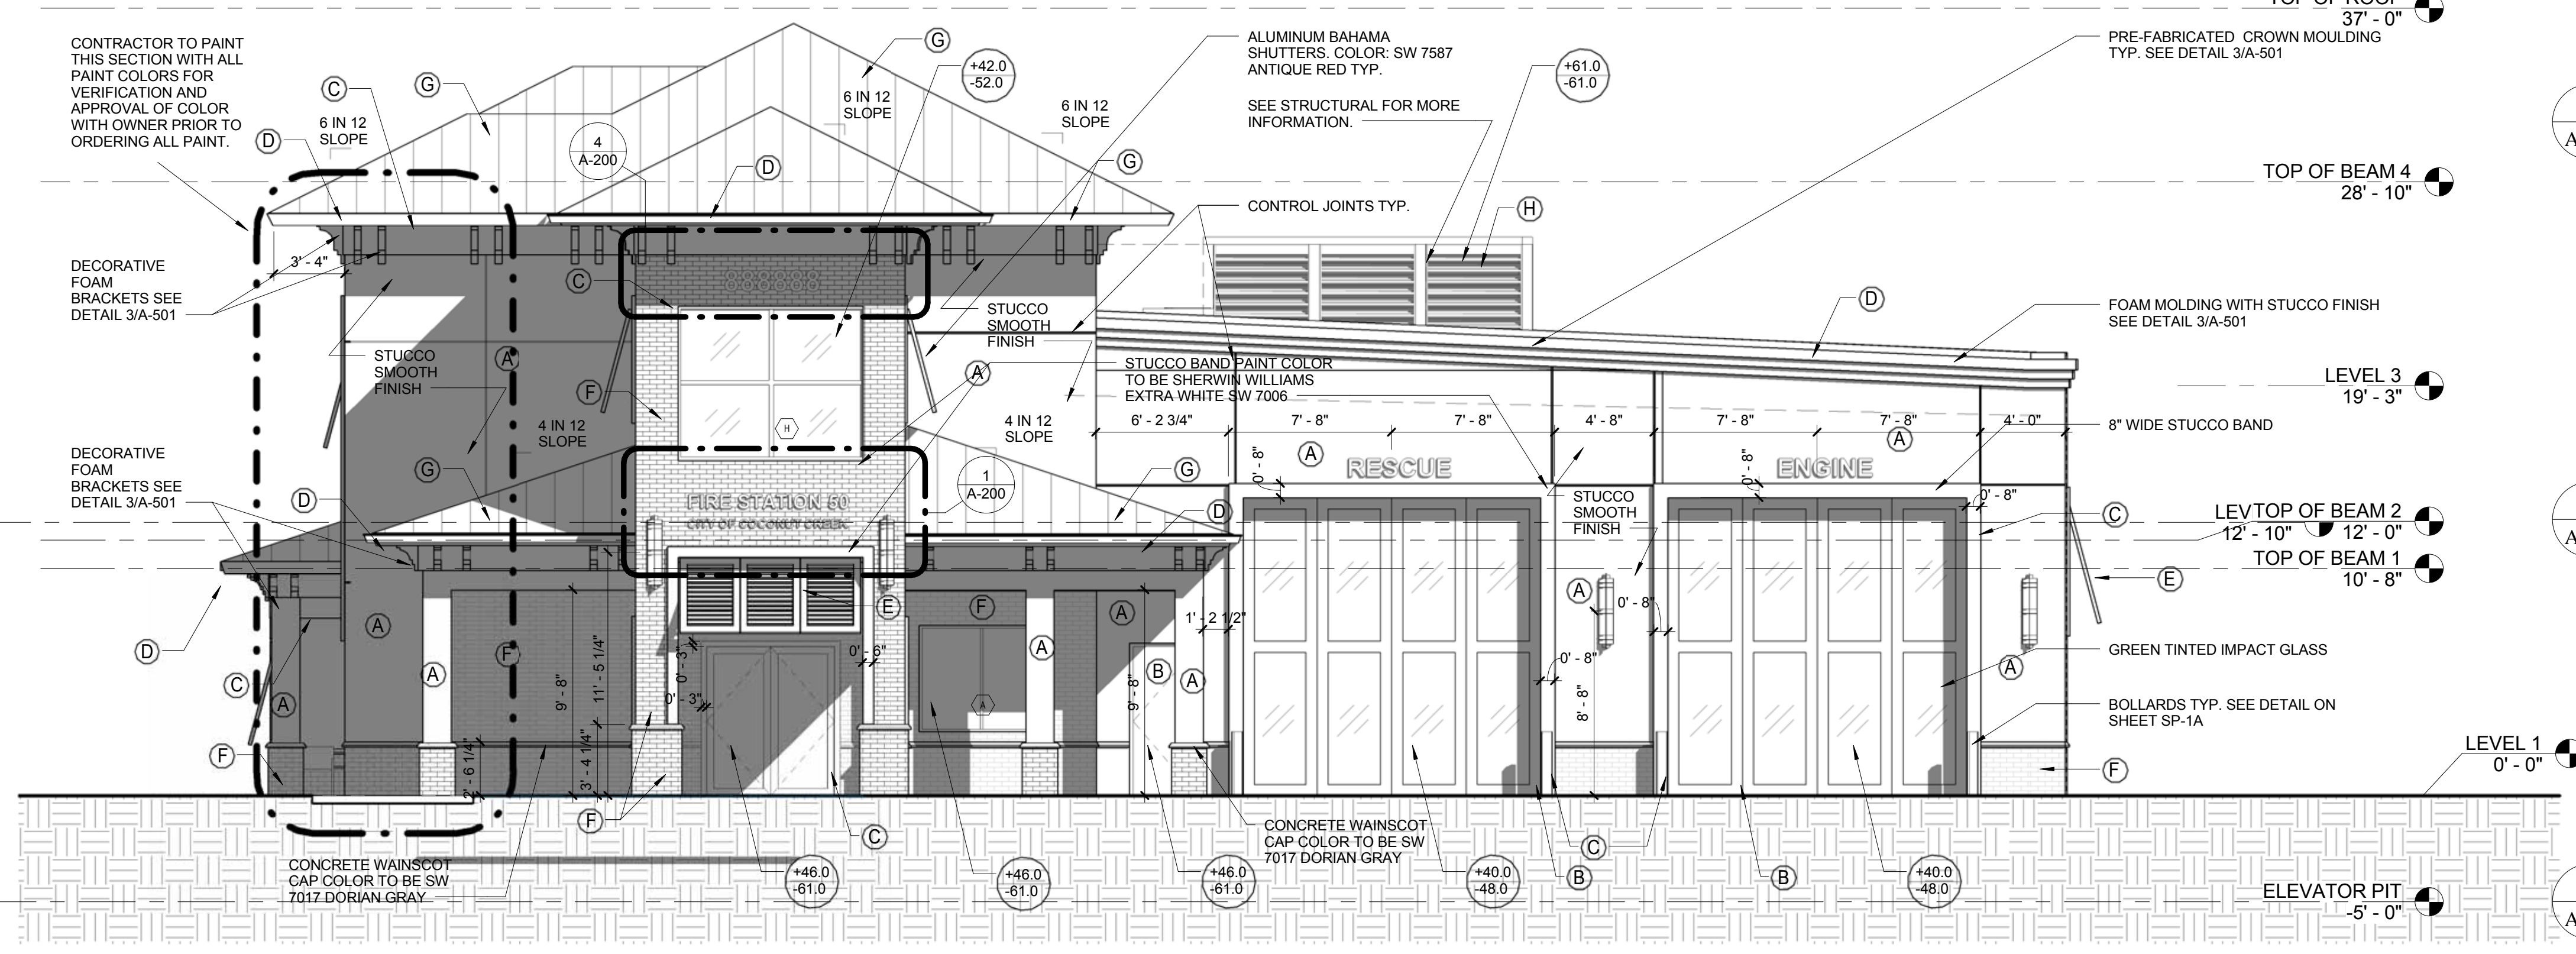 TOP OF ROOF
37' - 0"
CONTRACTOR TO PAINT
THIS SECTION WITH ALL
PAINT COLORS FOR
VERIFICATION AND
APPROVAL OF COLOR
WITH OWNER PRIOR TO
ORDERING ALL PAINT.
C
G
D
6 IN 12
SLOPE
G
+42.0
-52.0
6 IN 12
SLOPE
6 IN 12
SLOPE
4
A-200
D
G
ALUMINUM BAHAMA
SHUTTERS. COLOR: SW 7587
ANTIQUE RED TYP.
SEE STRUCTURAL FOR MORE
INFORMATION.
+61.0
-61.0
PRE-FABRICATED CROWN MOULDING
TYP. SEE DETAIL 3/A-501
TOP OF BEAM 4
28' - 10"
CONTROL JOINTS TYP.
H
DECORATIVE
FOAM
BRACKETS SEE
DETAIL 3/A-501
3' - 4"
C
STUCCO
SMOOTH
FINISH
D
FOAM MOLDING WITH STUCCO FINISH
SEE DETAIL 3/A-501
STUCCO
SMOOTH
FINISH
A
F
A
STUCCO BAND PAINT COLOR
TO BE SHERWIN WILLIAMS
EXTRA WHITE SW 7006
LEVEL 3
19' - 3"
4 IN 12
SLOPE
H
4 IN 12
SLOPE
6' - 2 3/4"
7' - 8"
7' - 8"
4' - 8"
7' - 8"
7' - 8"
4' - 0"
8" WIDE STUCCO BAND
DECORATIVE
FOAM
BRACKETS SEE
DETAIL 3/A-501
G
D
1
A-200
G
D
A
RESCUE
0' - 8"
A
ENGINE
0' - 8"
FIRE STATION 50
CITY OF COCONUT CREEK
STUCCO
SMOOTH
FINISH
0' - 8"
C
LEV
12' - 10"
TOP OF BEAM 2
12' - 0"
TOP OF BEAM 1
10' - 8"
E
D
C
A
A
A
F
9' - 8"
11' - 5 1/4"
0' - 3"
0' - 3"
0' - 6"
E
F
A
A
A
B
A
A
9' - 8"
1' - 2 1/2"
A
0' - 8"
0' - 8"
8' - 8"
A
GREEN TINTED IMPACT GLASS
BOLLARDS TYP. SEE DETAIL ON
SHEET SP-1A
F
2' - 6 1/4"
3' - 4 1/4"
F
LEVEL 1
0' - 0"
F
C
CONCRETE WAINSCOT
CAP COLOR TO BE SW
7017 DORIAN GRAY
+46.0
-61.0
+46.0
-61.0
+46.0
-61.0
CONCRETE WAINSCOT
CAP COLOR TO BE SW
7017 DORIAN GRAY
+40.0
-48.0
C
B
B
+40.0
-48.0
ELEVATOR PIT
-5' - 0"